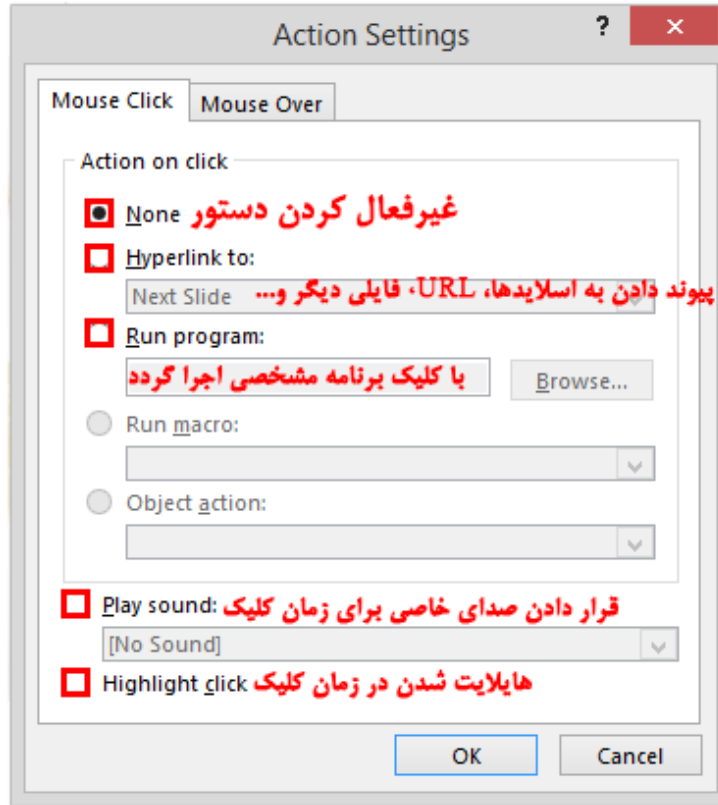 Action Settings ? ×
Mouse Click Mouse Over
Action on click
None غیرفعال کردن دستور
Hyperlink to:
Next Slide پیوند دادن به اسلایدها، URL، فایلی دیگر و...
Run program:
با کلیک برنامه مشخصی اجرا گردد Browse...
Run macro:
Object action:
Play sound: قرار دادن صدای خاصی برای زمان کلیک
[No Sound]
Highlight click هایلایت شدن در زمان کلیک
OK Cancel